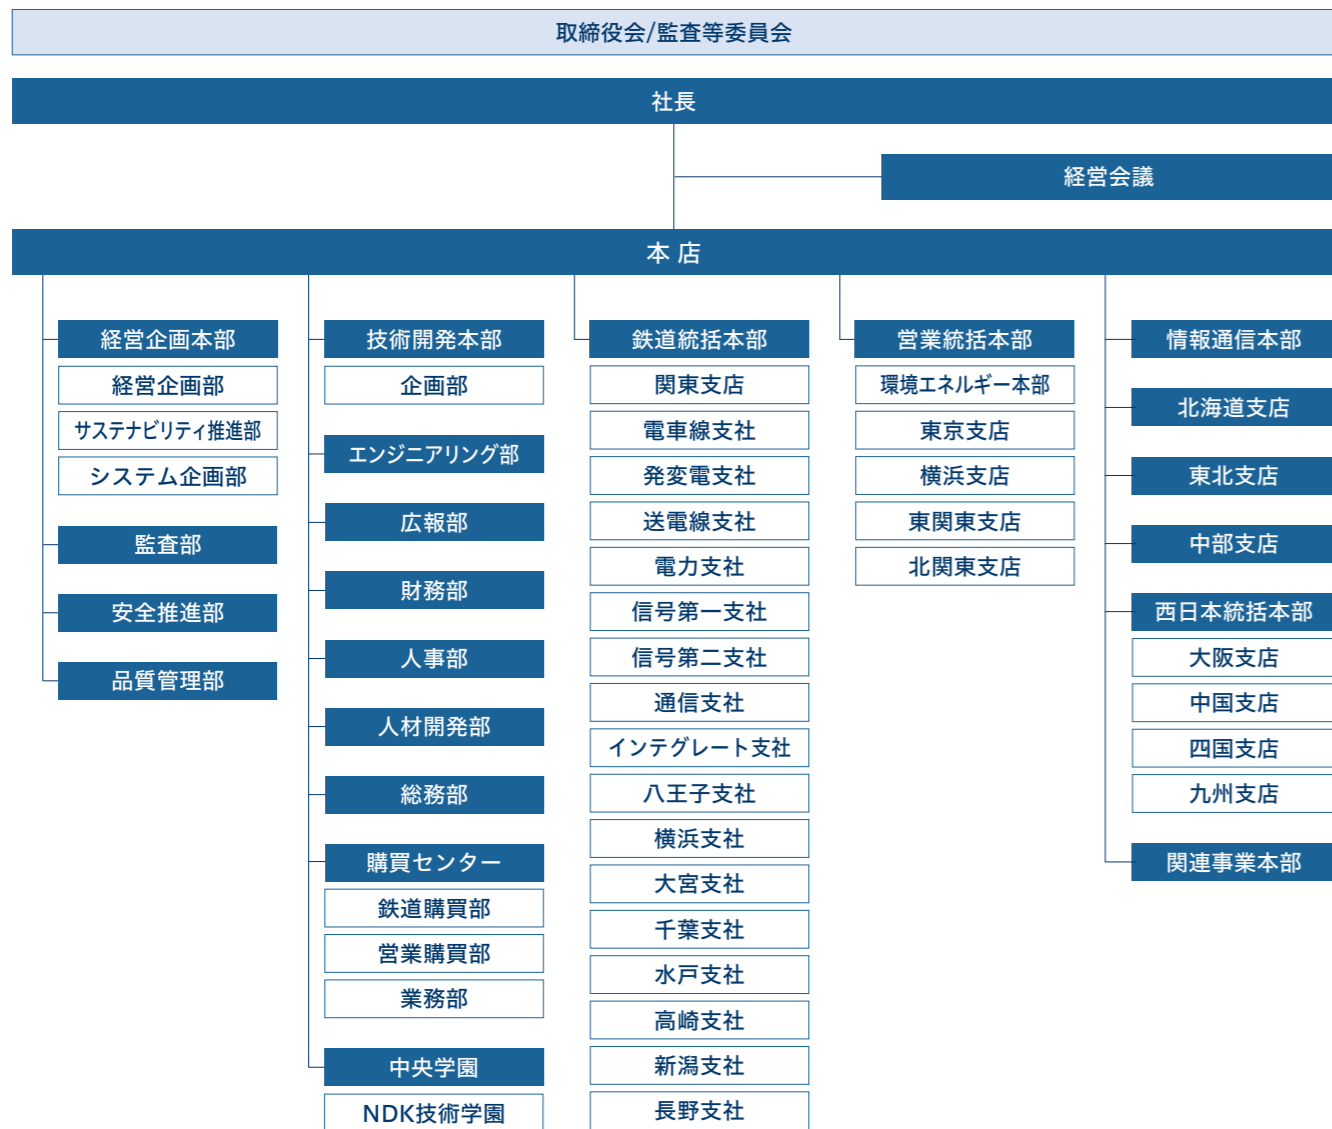 取締役会/監査等委員会
社長
経営会議
本 店
経営企画本部
経営企画部
サステナビリティ推進部
システム企画部
監査部
安全推進部
品質管理部
技術開発本部
企画部
エンジニアリング部
広報部
財務部
人事部
人材開発部
総務部
購買センター
鉄道購買部
営業購買部
業務部
中央学園
NDK技術学園
鉄道統括本部
関東支店
電車線支社
発変電支社
送電線支社
電力支社
信号第一支社
信号第二支社
通信支社
インテグレート支社
八王子支社
横浜支社
大宮支社
千葉支社
水戸支社
高崎支社
新潟支社
長野支社
営業統括本部
環境エネルギー本部
東京支店
横浜支店
東関東支店
北関東支店
情報通信本部
北海道支店
東北支店
中部支店
西日本統括本部
大阪支店
中国支店
四国支店
九州支店
関連事業本部